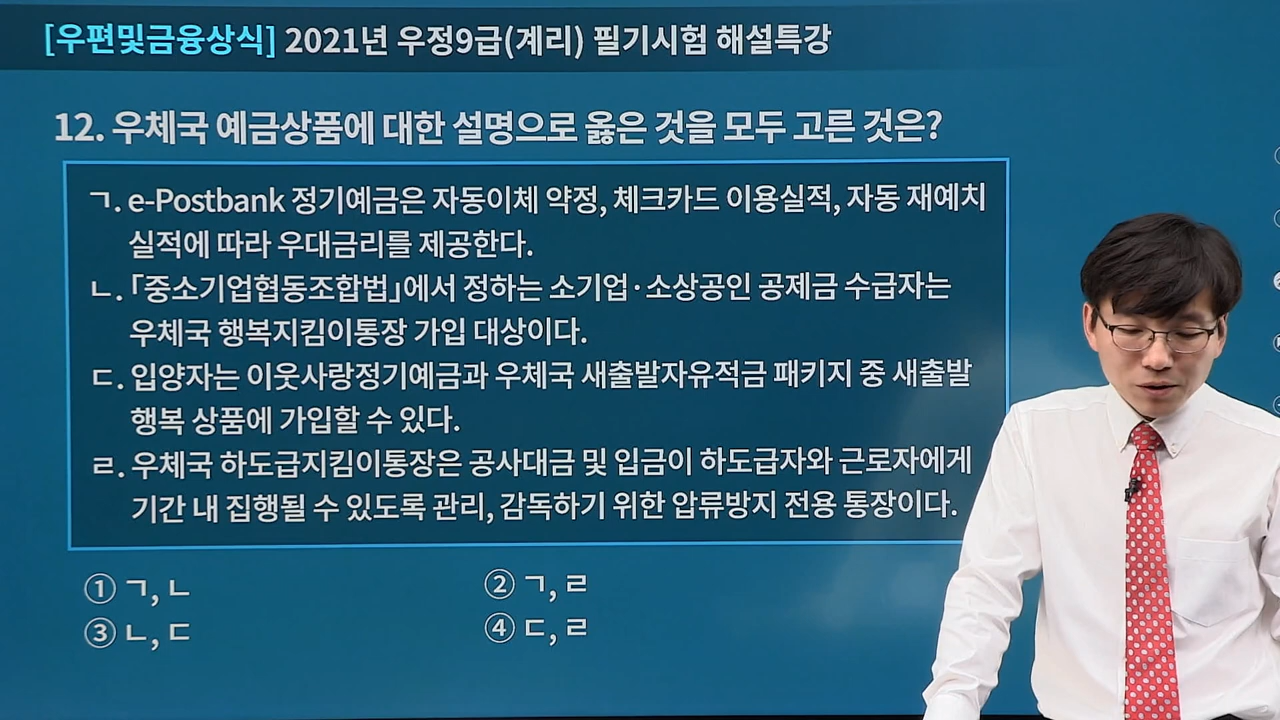 [우편및금융상식] 2021년 우정9급(계리) 필기시험 해설특강
12. 우체국 예금상품에 대한 설명으로 옳은 것을 모두 고른 것은?
ㄱ. e-Postbank 정기예금은 자동이체 약정, 체크카드 이용실적, 자동 재예치
실적에 따라 우대금리를 제공한다.
ㄴ. 「중소기업협동조합법」에서 정하는 소기업·소상공인 공제금 수급자는
우체국 행복지킴이통장 가입 대상이다.
ㄷ. 입양자는 이웃사랑정기예금과 우체국 새출발자유적금 패키지 중 새출발
행복 상품에 가입할 수 있다.
ㄹ. 우체국 하도급지킴이통장은 공사대금 및 입금이 하도급자와 근로자에게
기간 내 집행될 수 있도록 관리, 감독하기 위한 압류방지 전용 통장이다.
① ㄱ, ㄴ ② ㄱ, ㄹ
③ ㄴ, ㄷ ④ ㄷ, ㄹ